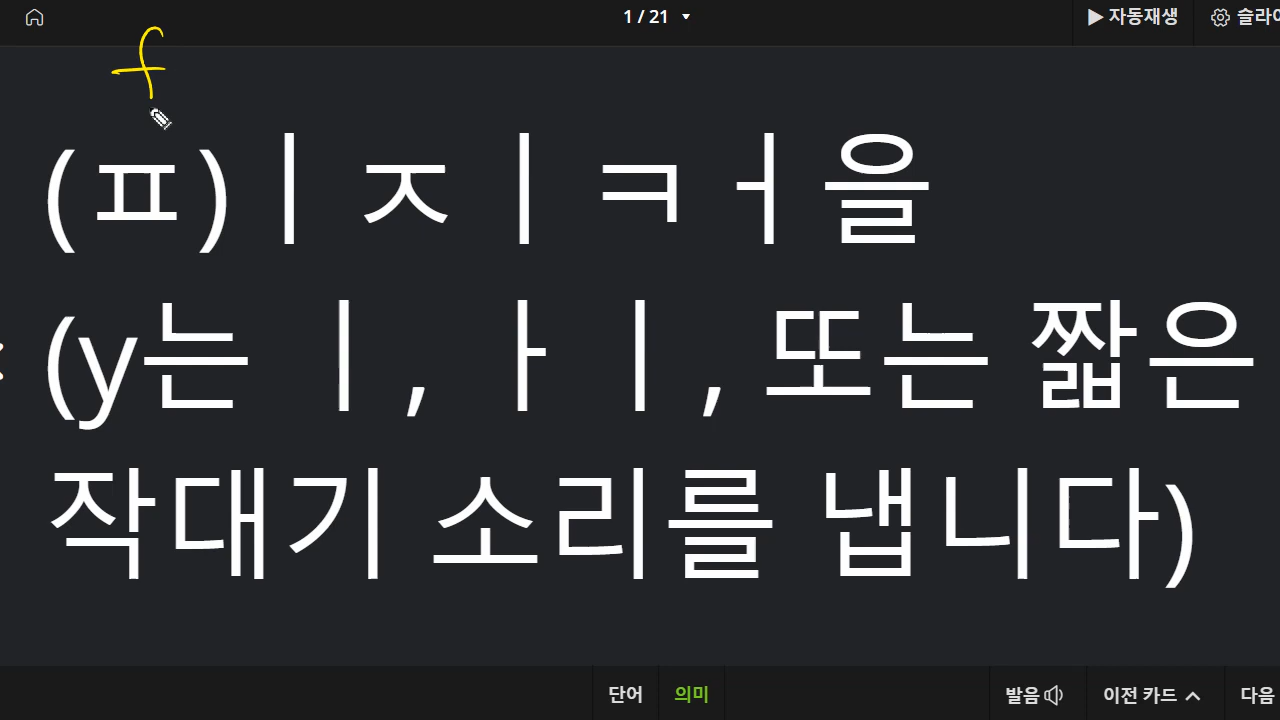 1 / 21 ▼ ▶ 자동재생 슬라이
f
(ㅍ)ㅣㅈㅣㅋㅓ을
(y는 ㅣ, ㅏㅣ, 또는 짧은
작대기 소리를 냅니다)
단어 의미 발음 이전 카드 다음